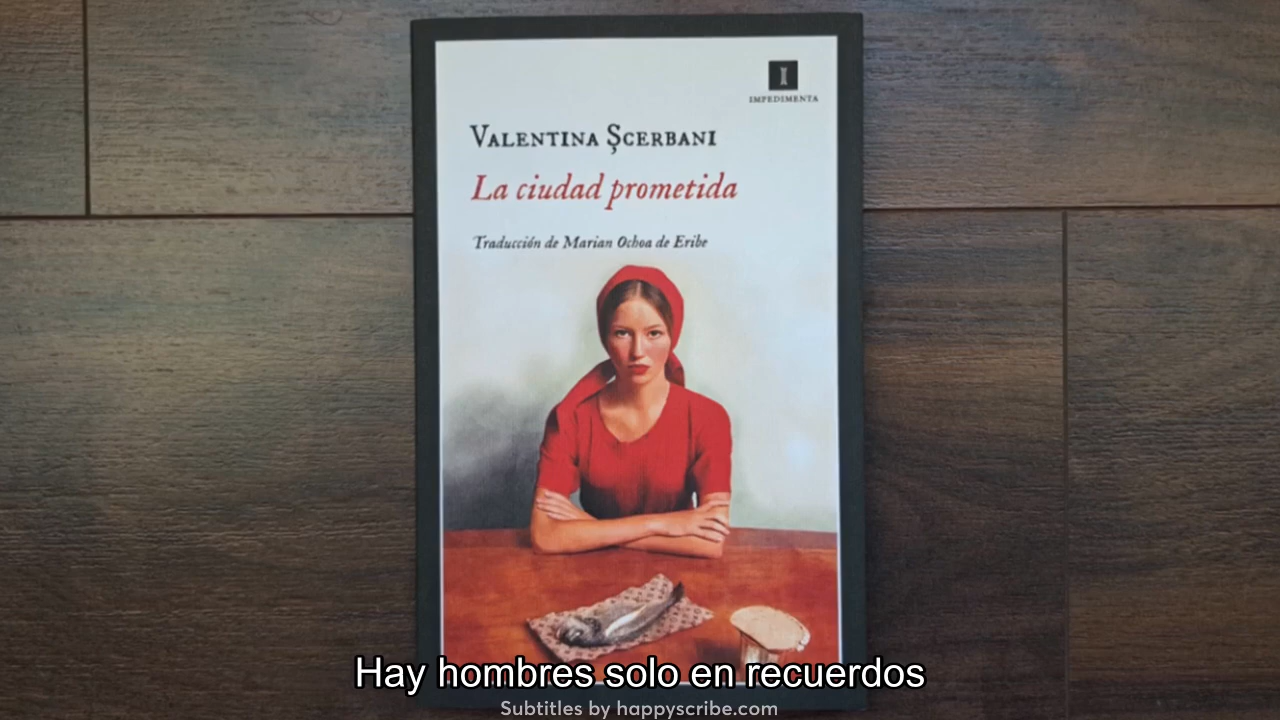 I
IMPEDIMENTA
VALENTINA ȘCERBANI
La ciudad prometida
Traducción de Marian Ochoa de Eribe
Hay hombres solo en recuerdos
Subtitles by happyscribe.com